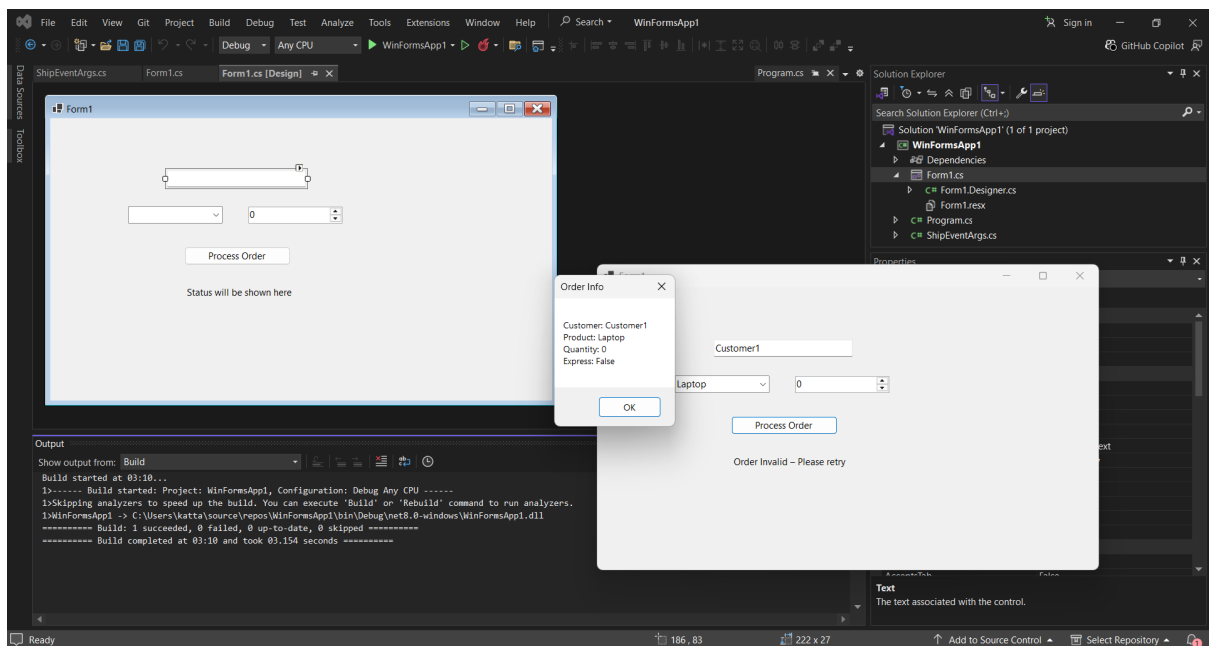 File Edit View Git Project Build Debug Test Analyze Tools Extensions Window Help Search WinFormsApp1 Sign in
Debug Any CPU WinFormsApp1 GitHub Copilot
Data Sources
Toolbox
ShipEventArgs.cs Form1.cs Form1.cs [Design] Program.cs
Form1
0
Process Order
Status will be shown here
Solution Explorer
Search Solution Explorer (Ctrl+;)
Solution 'WinFormsApp1' (1 of 1 project)
C# WinFormsApp1
Dependencies
Form1.cs
C# Form1.Designer.cs
Form1.resx
C# Program.cs
C# ShipEventArgs.cs
Properties
Order Info
Customer: Customer1
Product: Laptop
Quantity: 0
Express: False
OK
Customer1
Laptop 0
Process Order
Order Invalid – Please retry
Output
Show output from: Build
Build started at 03:10...
1>------ Build started: Project: WinFormsApp1, Configuration: Debug Any CPU ------
1>Skipping analyzers to speed up the build. You can execute 'Build' or 'Rebuild' command to run analyzers.
1>WinFormsApp1 -> C:\Users\katta\source\repos\WinFormsApp1\bin\Debug\net8.0-windows\WinFormsApp1.dll
========== Build: 1 succeeded, 0 failed, 0 up-to-date, 0 skipped ==========
========== Build completed at 03:10 and took 03.154 seconds ==========
Text
The text associated with the control.
Ready 186 , 83 222 x 27 Add to Source Control Select Repository 1